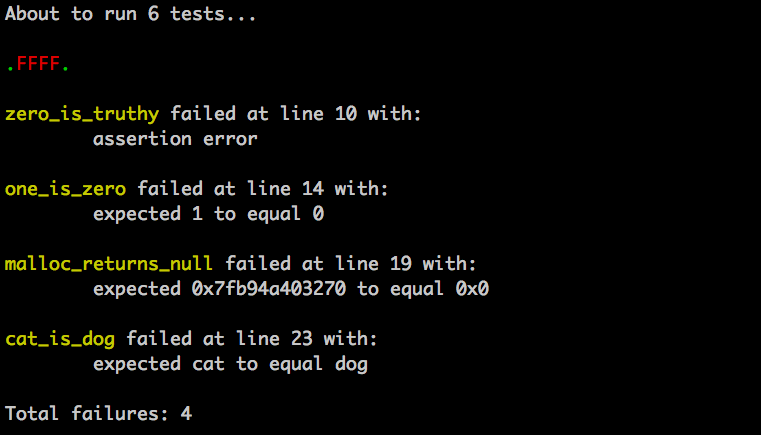 About to run 6 tests...
.FFFF.
zero_is_truthy failed at line 10 with:
assertion error
one_is_zero failed at line 14 with:
expected 1 to equal 0
malloc_returns_null failed at line 19 with:
expected 0x7fb94a403270 to equal 0x0
cat_is_dog failed at line 23 with:
expected cat to equal dog
Total failures: 4